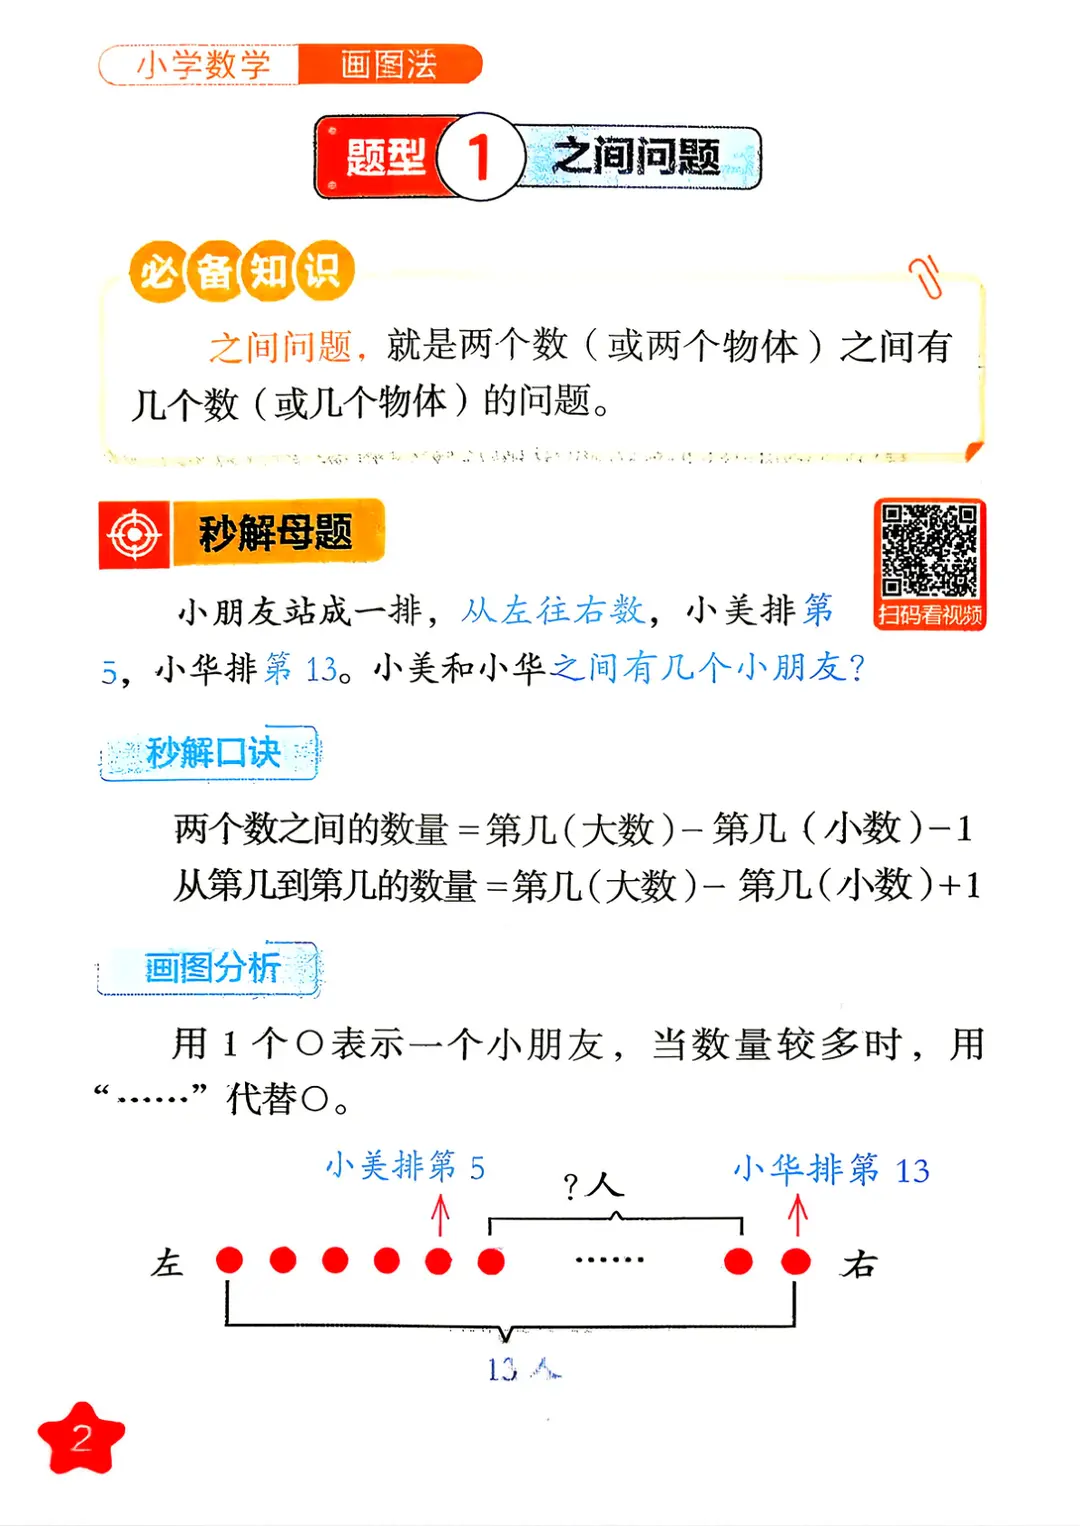 小学数学 画图法
题型 1 之间问题
必备知识
之间问题，就是两个数（或两个物体）之间有
几个数（或几个物体）的问题。
秒解母题
扫码看视频
小朋友站成一排，从左往右数，小美排第
5，小华排第 13。小美和小华之间有几个小朋友？
秒解口诀
两个数之间的数量=第几(大数)－第几(小数)－1
从第几到第几的数量=第几(大数)－第几(小数)+1
画图分析
用 1 个○表示一个小朋友，当数量较多时，用
“……”代替○。
小美排第 5 ?人 小华排第 13
左 …… 右
13 人
2